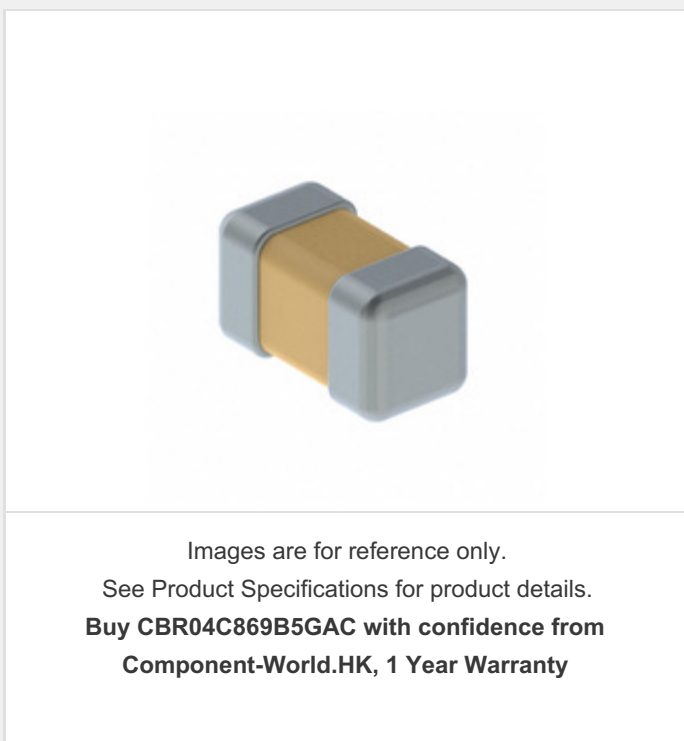 Images are for reference only.
See Product Specifications for product details.
Buy CBR04C869B5GAC with confidence from
Component-World.HK, 1 Year Warranty